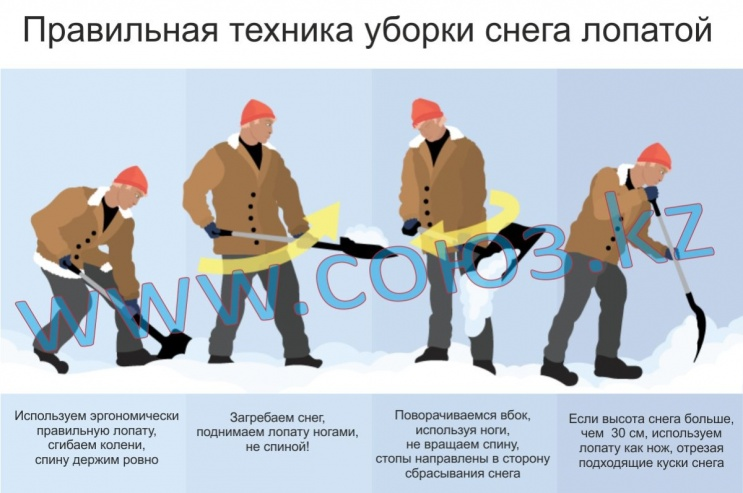 Правильная техника уборки снега лопатой
www.союз.kz
Используем эргономически
правильную лопату,
сгибаем колени,
спину держим ровно
Загребаем снег,
поднимаем лопату ногами,
не спиной!
Поворачиваемся вбок,
используя ноги,
не вращаем спину,
стопы направлены в сторону
сбрасывания снега
Если высота снега больше,
чем 30 см, используем
лопату как нож, отрезая
подходящие куски снега